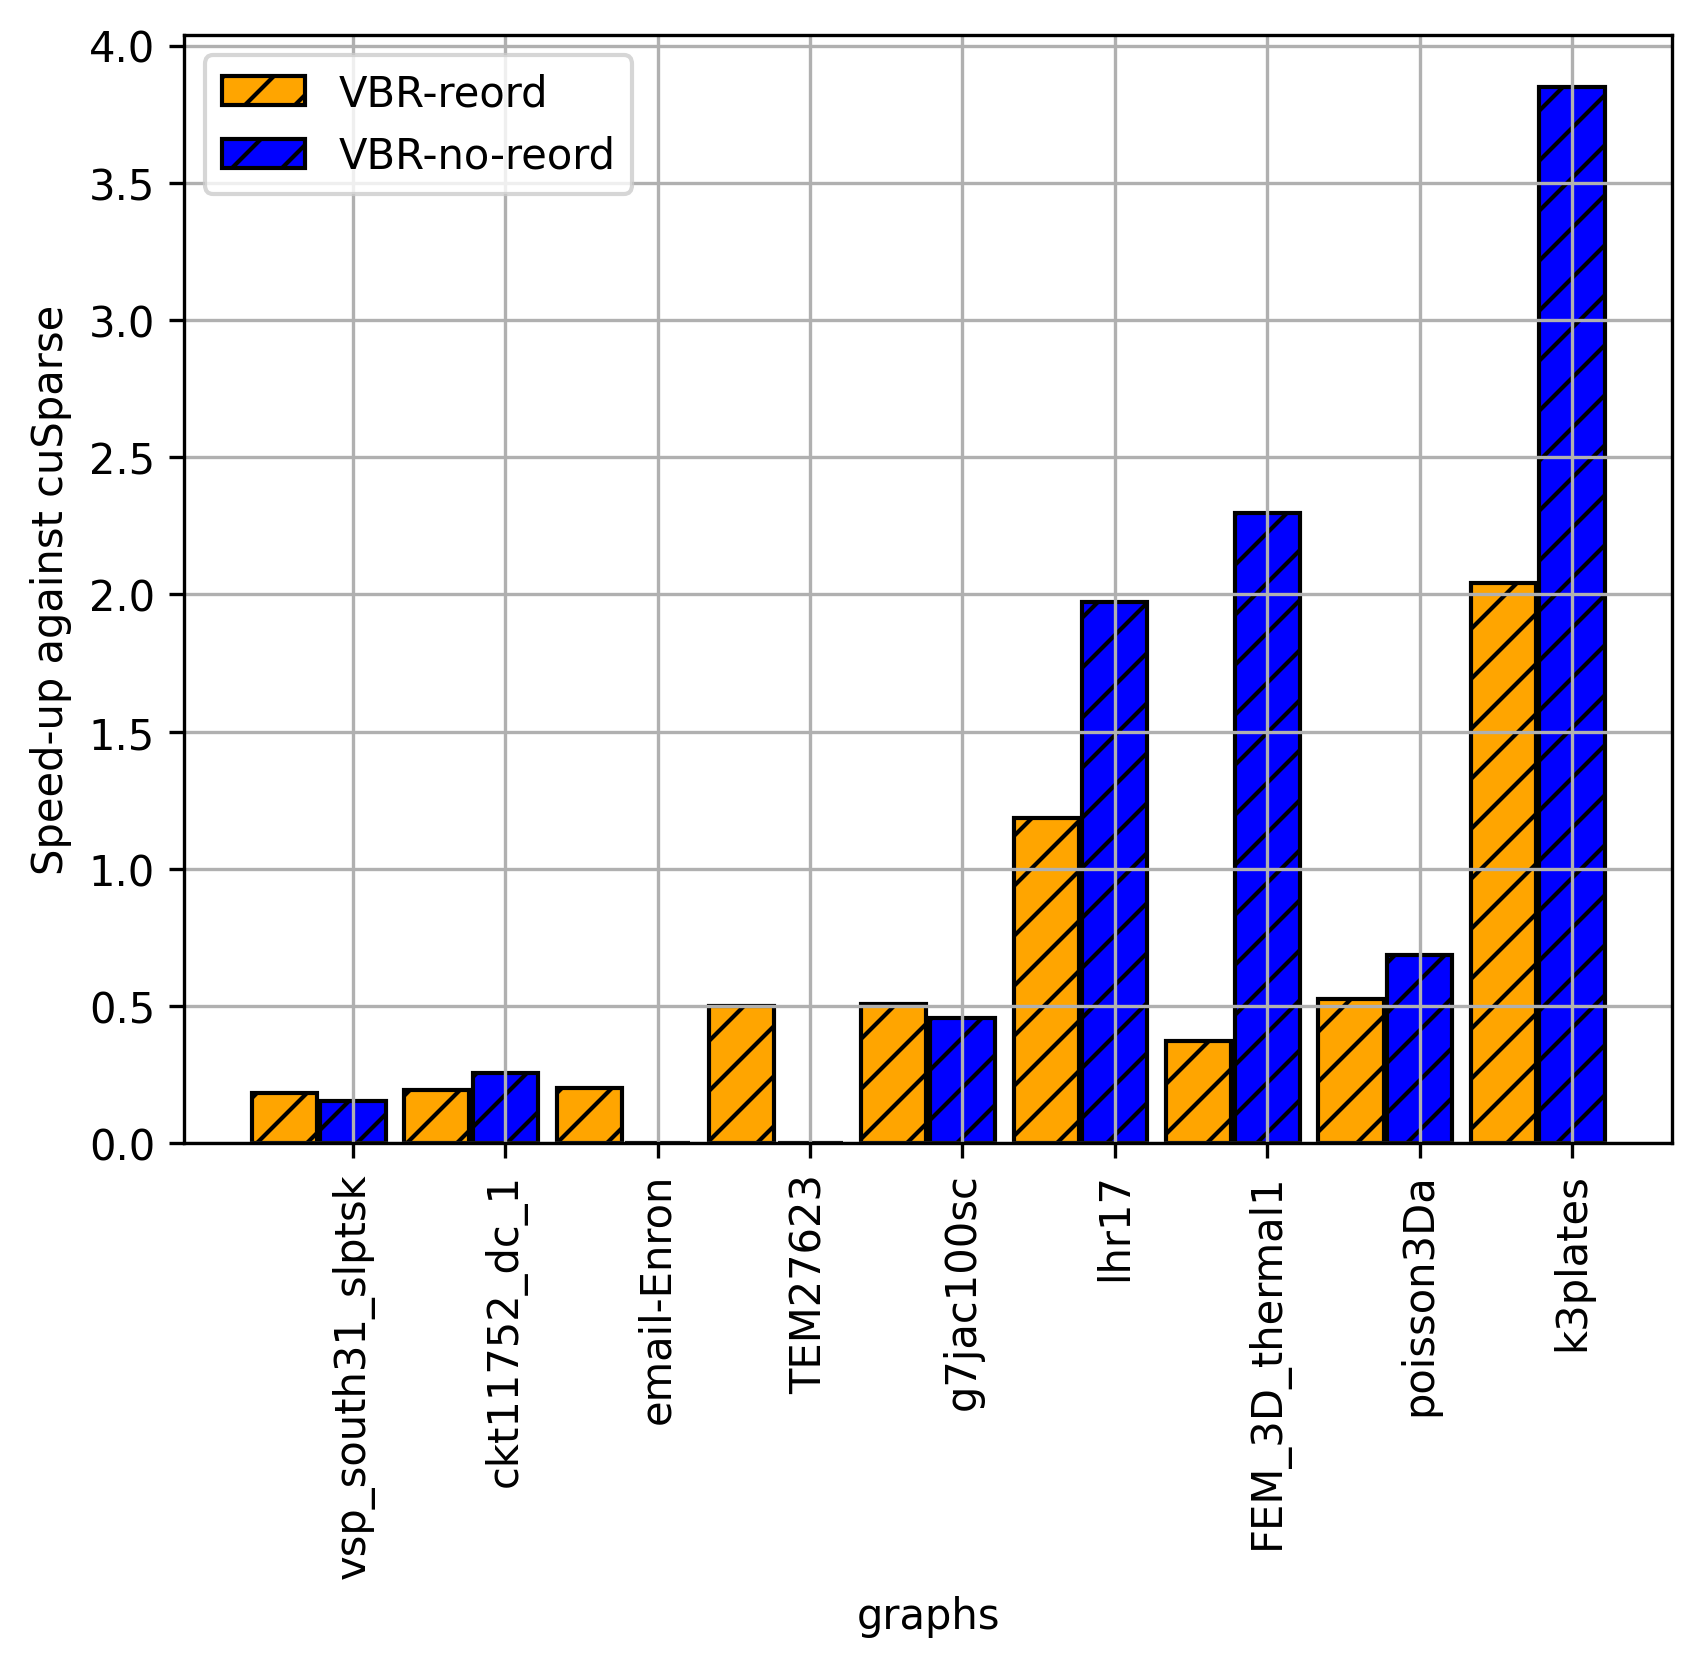 4.0
3.5
3.0
2.5
2.0
1.5
1.0
0.5
0.0
Speed-up against cuSparse
VBR-reord
VBR-no-reord
vsp_south31_slptsk
ckt11752_dc_1
email-Enron
TEM27623
g7jac100sc
lhr17
FEM_3D_thermal1
poisson3Da
k3plates
graphs